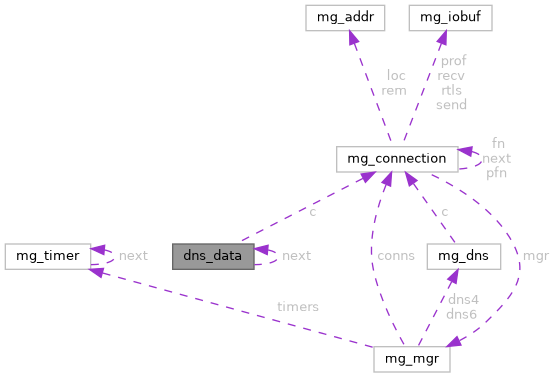 mg_addr
mg_iobuf
loc
rem
prof
recv
rtls
send
mg_connection
fn
next
pfn
c
c
mg_timer
next
dns_data
next
conns
mg_dns
mgr
timers
dns4
dns6
mg_mgr